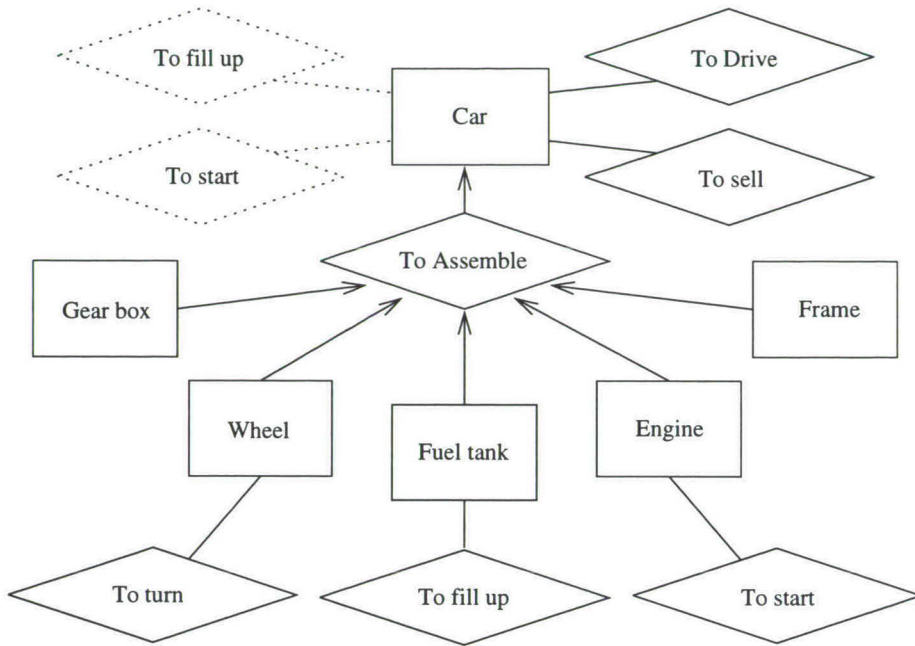 To fill up
To Drive
Car
To start
To sell
To Assemble
Gear box
Frame
Wheel
Engine
Fuel tank
To turn
To fill up
To start